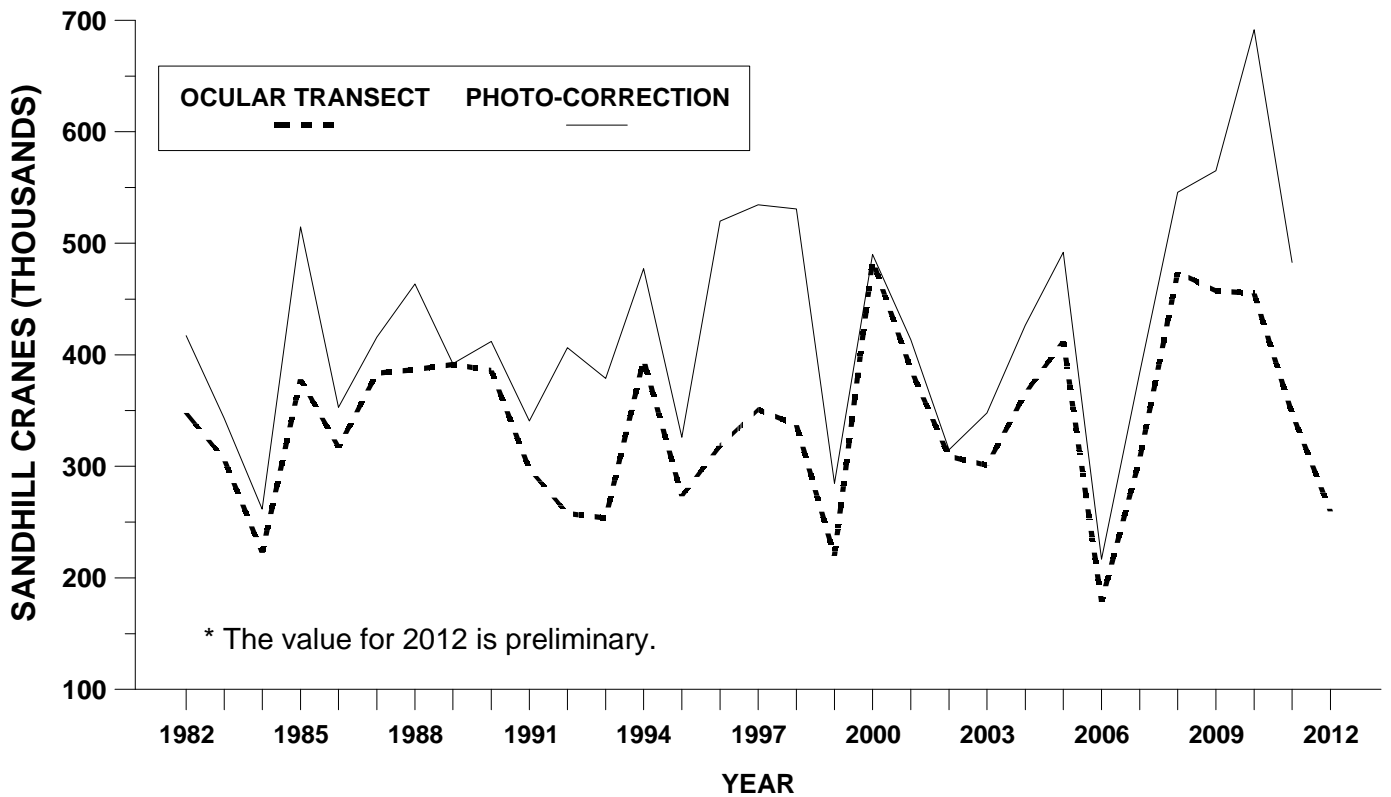 700
600
500
400
300
200
100
SANDHILL CRANES (THOUSANDS)
OCULAR TRANSECT PHOTO-CORRECTION
* The value for 2012 is preliminary.
1982 1985 1988 1991 1994 1997 2000 2003 2006 2009 2012
YEAR